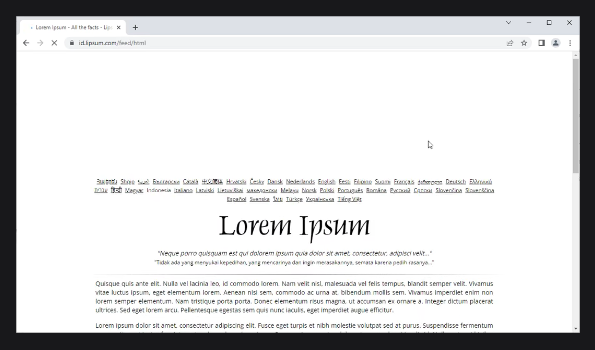 Lorem Ipsum - All the facts - Lip
id.lipsum.com/feed/html
Shqip Български Català 中文简体 Hrvatski Česky Dansk Nederlands English Eesti Filipino Suomi Français ქართული Deutsch Ελληνικά
हिन्दी Magyar Indonesia Italiano Latviski Lietuviškai македонски Melayu Norsk Polski Português Româna Pyccкий Српски Slovenčina Slovenščina
Español Svenska ไทย Türkçe Українська Tiếng Việt
Lorem Ipsum
"Neque porro quisquam est qui dolorem ipsum quia dolor sit amet, consectetur, adipisci velit..."
"Tidak ada yang menyukai kepedihan, yang mencarinya dan ingin merasakannya, semata karena pedih rasanya..."
Quisque quis ante elit. Nulla vel lacinia leo, id commodo lorem. Nam velit nisl, malesuada vel felis tempus, blandit semper velit. Vivamus
vitae luctus ipsum, eget elementum lorem. Aenean nisl sem, commodo ac urna at, bibendum mollis sem. Vivamus imperdiet enim non
lorem semper elementum. Nam tristique porta porta. Donec elementum risus magna, ut accumsan ex ornare a. Integer dictum placerat
ultrices. Sed eget lorem arcu. Pellentesque egestas sem quis nunc iaculis, eget imperdiet augue efficitur.
Lorem ipsum dolor sit amet, consectetur adipiscing elit. Fusce eget turpis et nibh molestie volutpat sed at purus. Suspendisse fermentum